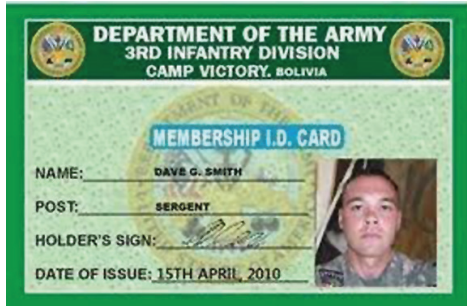 DEPARTMENT OF THE ARMY
3RD INFANTRY DIVISION
CAMP VICTORY. BOLIVIA
MEMBERSHIP I.D. CARD
NAME: DAVE G. SMITH
POST: SERGENT
HOLDER'S SIGN:
DATE OF ISSUE: 15TH APRIL, 2010